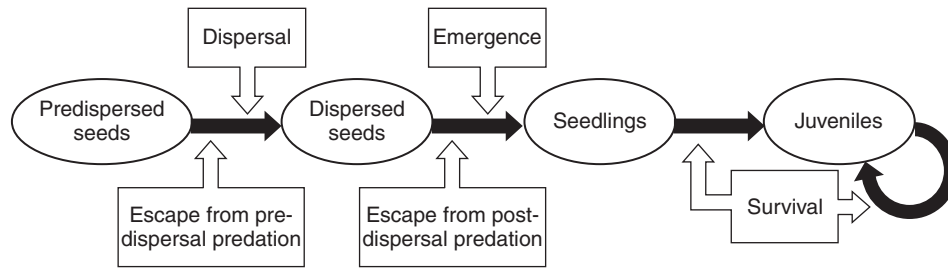 Dispersal
Emergence
Predispersed
seeds
Dispersed
seeds
Seedlings
Juveniles
Escape from pre-
dispersal predation
Escape from post-
dispersal predation
Survival